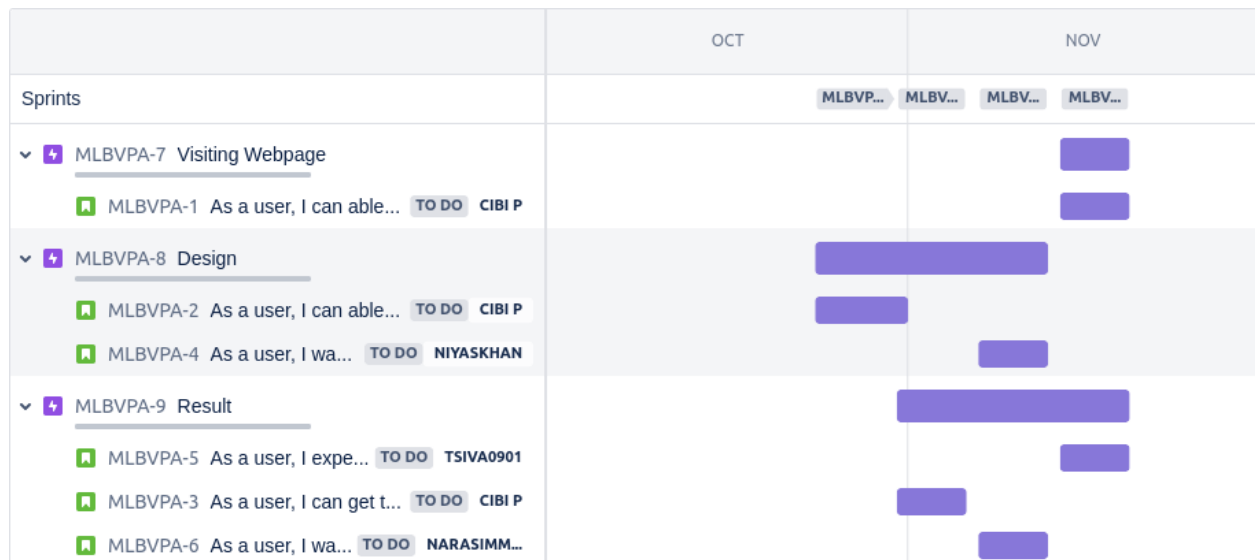 OCT NOV
Sprints MLBVP... MLBV... MLBV... MLBV...
MLBVPA-7 Visiting Webpage
MLBVPA-1 As a user, I can able... TO DO CIBI P
MLBVPA-8 Design
MLBVPA-2 As a user, I can able... TO DO CIBI P
MLBVPA-4 As a user, I wa... TO DO NIYASKHAN
MLBVPA-9 Result
MLBVPA-5 As a user, I expe... TO DO TSIVA0901
MLBVPA-3 As a user, I can get t... TO DO CIBI P
MLBVPA-6 As a user, I wa... TO DO NARASIMM...